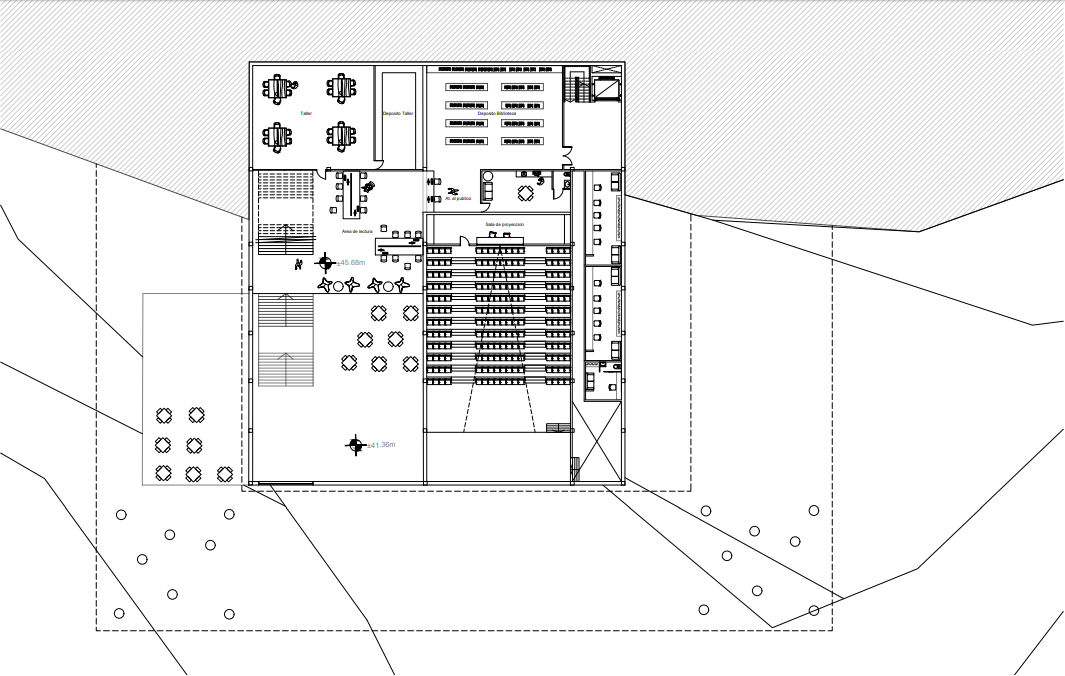 Taller
Deposito Taller
Deposito Biblioteca
At. al publico
Sala de proyeccion
Area de lectura
±45.68m
±41.36m